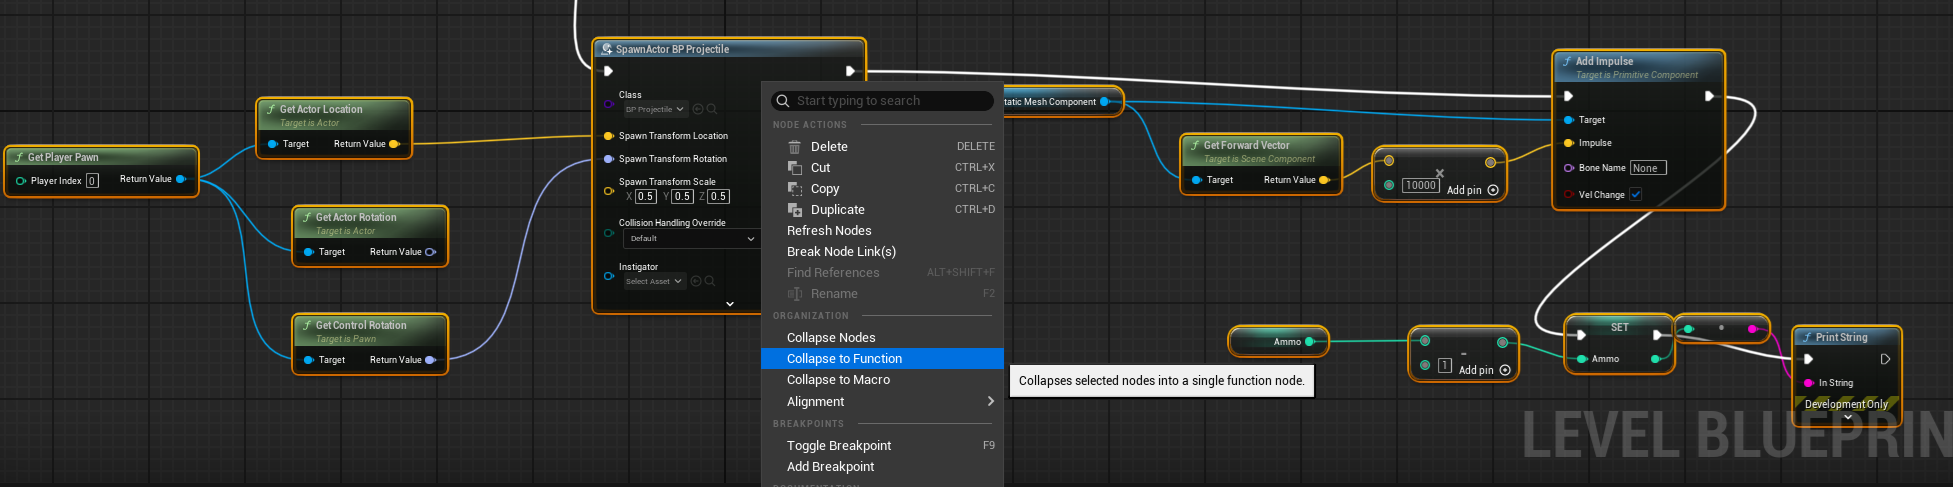 SpawnActor BP Projectile
Class
BP Projectile
Spawn Transform Location
Spawn Transform Rotation
Spawn Transform Scale
X 0.5 Y 0.5 Z 0.5
Collision Handling Override
Default
Instigator
Select Asset
Get Actor Location
Target is Actor
Target Return Value
Get Player Pawn
Player Index 0 Return Value
Get Actor Rotation
Target is Actor
Target Return Value
Get Control Rotation
Target is Pawn
Target Return Value
Start typing to search
NODE ACTIONS
Delete DELETE
Cut CTRL+X
Copy CTRL+C
Duplicate CTRL+D
Refresh Nodes
Break Node Link(s)
Find References ALT+SHIFT+F
Rename F2
ORGANIZATION
Collapse Nodes
Collapse to Function
Collapse to Macro
Alignment
BREAKPOINTS
Toggle Breakpoint F9
Add Breakpoint
Collapses selected nodes into a single function node.
tatic Mesh Component
Get Forward Vector
Target is Scene Component
Target Return Value
10000 Add pin
Add Impulse
Target is Primitive Component
Target
Impulse
Bone Name None
Vel Change
Ammo
1 Add pin
SET
Ammo
Print String
In String
Development Only
LEVEL BLUEPRIN